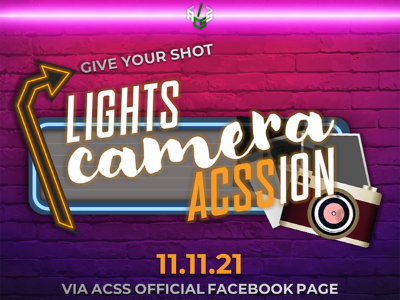 GIVE YOUR SHOT
LIGHTS
camera
ACSSION
11.11.21
VIA ACSS OFFICIAL FACEBOOK PAGE